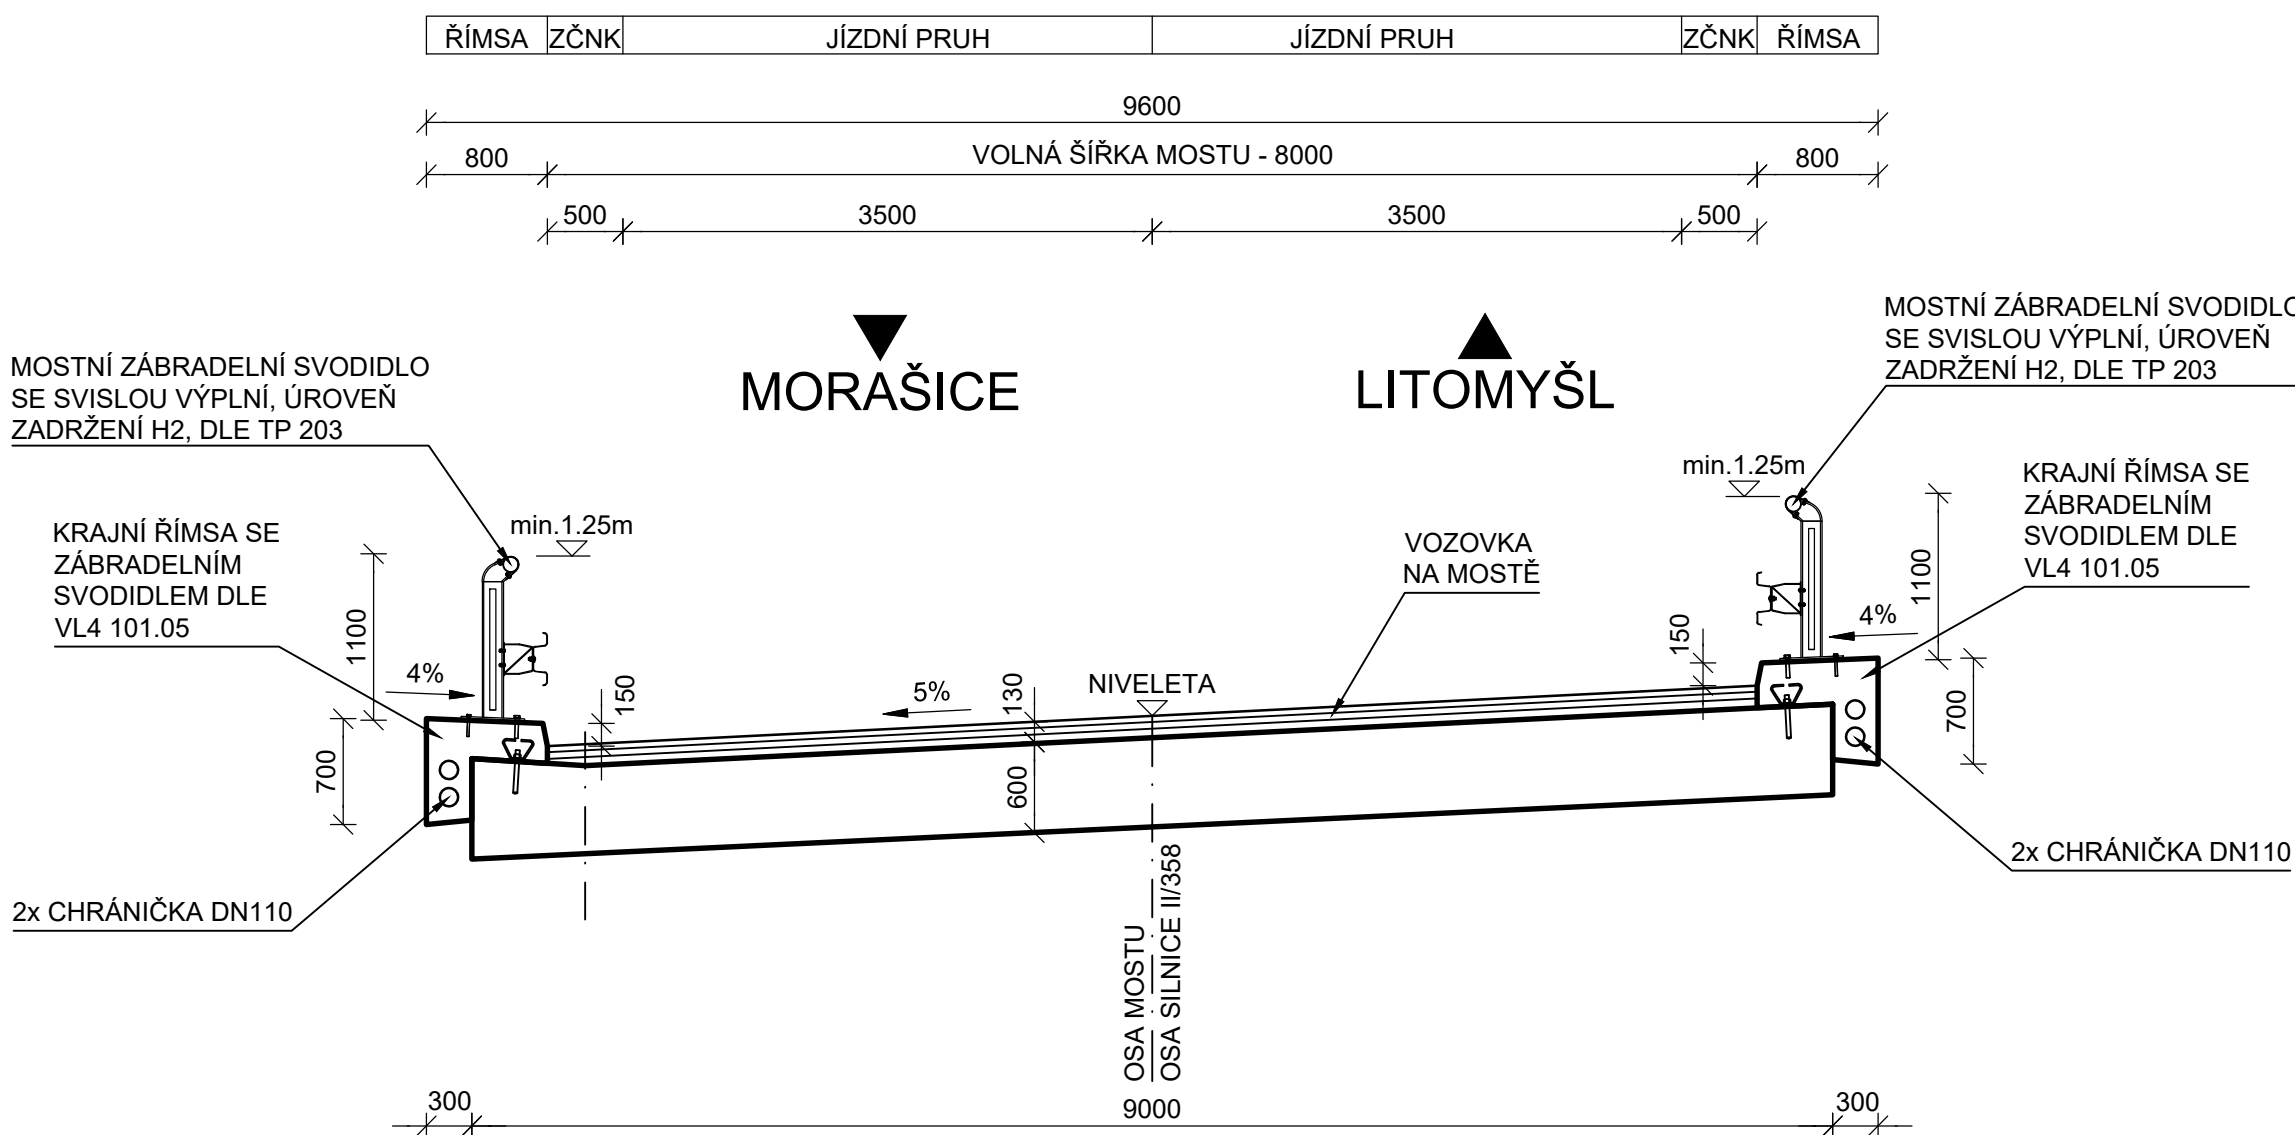 ŘÍMSA ZČNK JÍZDNÍ PRUH JÍZDNÍ PRUH ZČNK ŘÍMSA
9600
800 VOLNÁ ŠÍŘKA MOSTU - 8000 800
500 3500 3500 500
MOSTNÍ ZÁBRADELNÍ SVODIDLO
SE SVISLOU VÝPLNÍ, ÚROVEŇ
ZADRŽENÍ H2, DLE TP 203
MORAŠICE
LITOMYŠL
MOSTNÍ ZÁBRADELNÍ SVODIDLO
SE SVISLOU VÝPLNÍ, ÚROVEŇ
ZADRŽENÍ H2, DLE TP 203
KRAJNÍ ŘÍMSA SE
ZÁBRADELNÍM
SVODIDLEM DLE
VL4 101.05
min.1.25m
1100
4%
150
700
VOZOVKA
NA MOSTĚ
5%
130
NIVELETA
600
min.1.25m
KRAJNÍ ŘÍMSA SE
ZÁBRADELNÍM
SVODIDLEM DLE
VL4 101.05
1100
4%
150
700
2x CHRÁNIČKA DN110
2x CHRÁNIČKA DN110
OSA MOSTU
OSA SILNICE II/358
300 9000 300